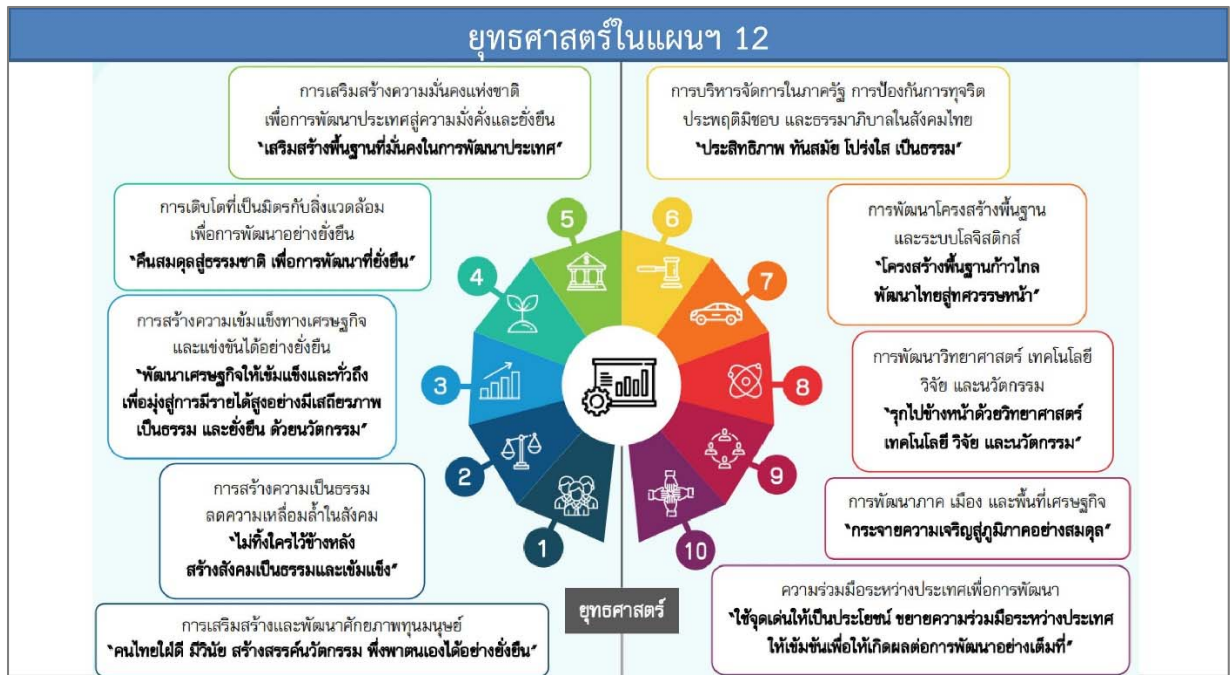 ยุทธศาสตร์ในแผนฯ 12
การเสริมสร้างความมั่นคงแห่งชาติ
เพื่อการพัฒนาประเทศสู่ความมั่งคั่งและยั่งยืน
"เสริมสร้างพื้นฐานที่มั่นคงในการพัฒนาประเทศ"
การเติบโตที่เป็นมิตรกับสิ่งแวดล้อม
เพื่อการพัฒนาอย่างยั่งยืน
"คืนสมดุลสู่ธรรมชาติ เพื่อการพัฒนาที่ยั่งยืน"
การสร้างความเข้มแข็งทางเศรษฐกิจ
และแข่งขันได้อย่างยั่งยืน
"พัฒนาเศรษฐกิจให้เข้มแข็งและทั่วถึง
เพื่อมุ่งสู่การมีรายได้สูงอย่างมีเสถียรภาพ
เป็นธรรม และยั่งยืน ด้วยนวัตกรรม"
การสร้างความเป็นธรรม
ลดความเหลื่อมล้ำในสังคม
"ไม่ทิ้งใครไว้ข้างหลัง
สร้างสังคมเป็นธรรมและเข้มแข็ง"
การเสริมสร้างและพัฒนาศักยภาพทุนมนุษย์
"คนไทยใฝ่ดี มีวินัย สร้างสรรค์นวัตกรรม พึ่งพาตนเองได้อย่างยั่งยืน"
5
4
3
2
1
6
7
8
9
10
ยุทธศาสตร์
การบริหารจัดการในภาครัฐ การป้องกันการทุจริต
ประพฤติมิชอบ และธรรมาภิบาลในสังคมไทย
"ประสิทธิภาพ ทันสมัย โปร่งใส เป็นธรรม"
การพัฒนาโครงสร้างพื้นฐาน
และระบบโลจิสติกส์
"โครงสร้างพื้นฐานก้าวไกล
พัฒนาไทยสู่ทศวรรษหน้า"
การพัฒนาวิทยาศาสตร์ เทคโนโลยี
วิจัย และนวัตกรรม
"รุกไปข้างหน้าด้วยวิทยาศาสตร์
เทคโนโลยี วิจัย และนวัตกรรม"
การพัฒนาภาค เมือง และพื้นที่เศรษฐกิจ
"กระจายความเจริญสู่ภูมิภาคอย่างสมดุล"
ความร่วมมือระหว่างประเทศเพื่อการพัฒนา
"ใช้จุดเด่นให้เป็นประโยชน์ ขยายความร่วมมือระหว่างประเทศ
ให้เข้มข้นเพื่อให้เกิดผลต่อการพัฒนาอย่างเต็มที่"